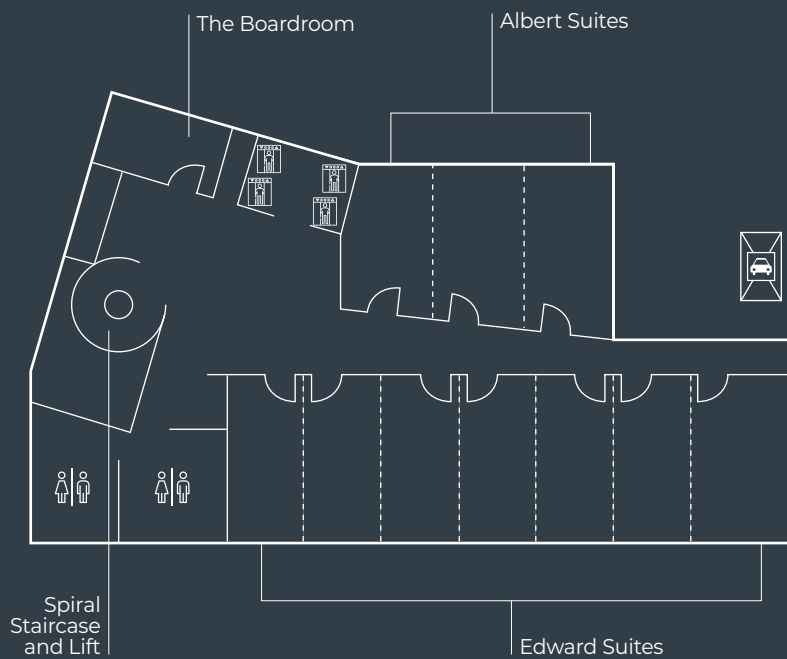 The Boardroom
Albert Suites
Spiral
Staircase
and Lift
Edward Suites